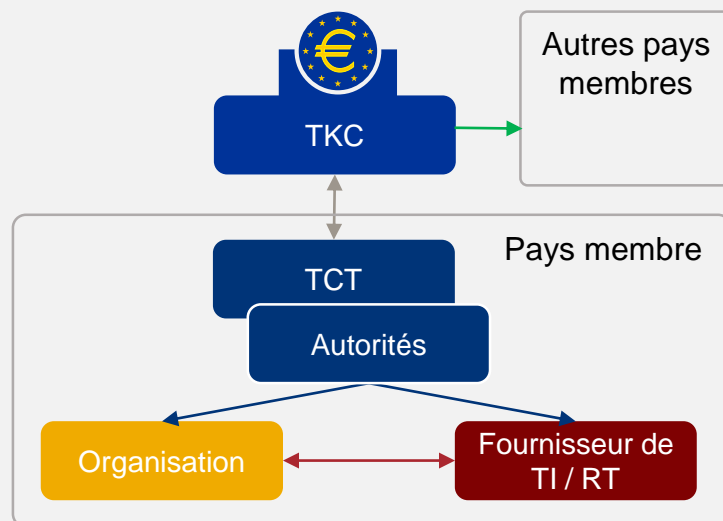 €
Autres pays
membres
TKC
Pays membre
TCT
Autorités
Organisation
Fournisseur de
TI / RT